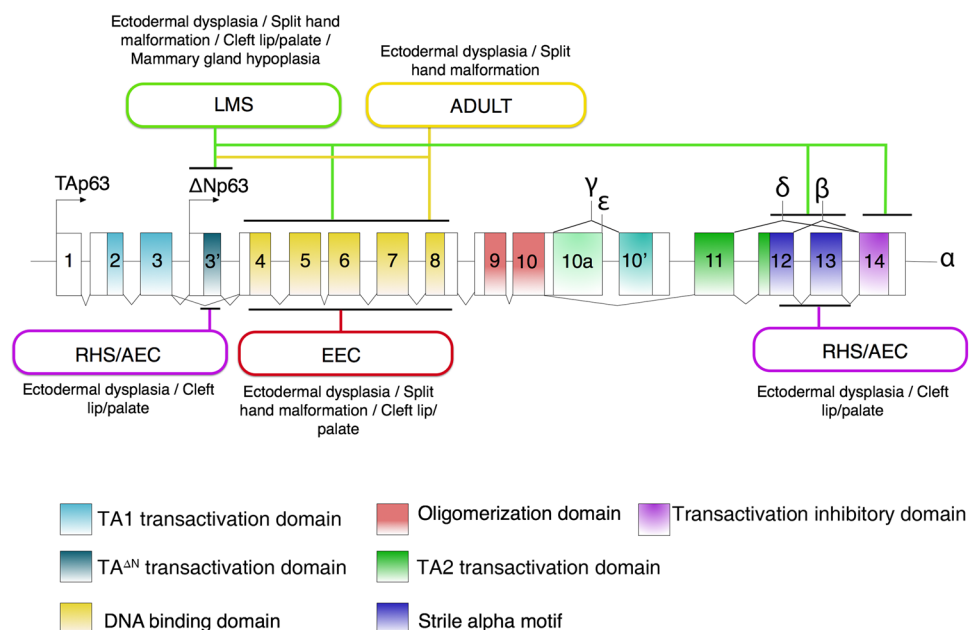 Ectodermal dysplasia / Split hand
malformation / Cleft lip/palate /
Mammary gland hypoplasia
Ectodermal dysplasia / Split
hand malformation
LMS
ADULT
TAp63
ΔNp63
γ
ε
δ
β
1
2
3
3’
4
5
6
7
8
9
10
10a
10’
11
12
13
14
α
RHS/AEC
EEC
RHS/AEC
Ectodermal dysplasia / Cleft
lip/palate
Ectodermal dysplasia / Split
hand malformation / Cleft lip/
palate
Ectodermal dysplasia / Cleft
lip/palate
TA1 transactivation domain
Oligomerization domain
Transactivation inhibitory domain
TAΔN transactivation domain
TA2 transactivation domain
DNA binding domain
Strile alpha motif